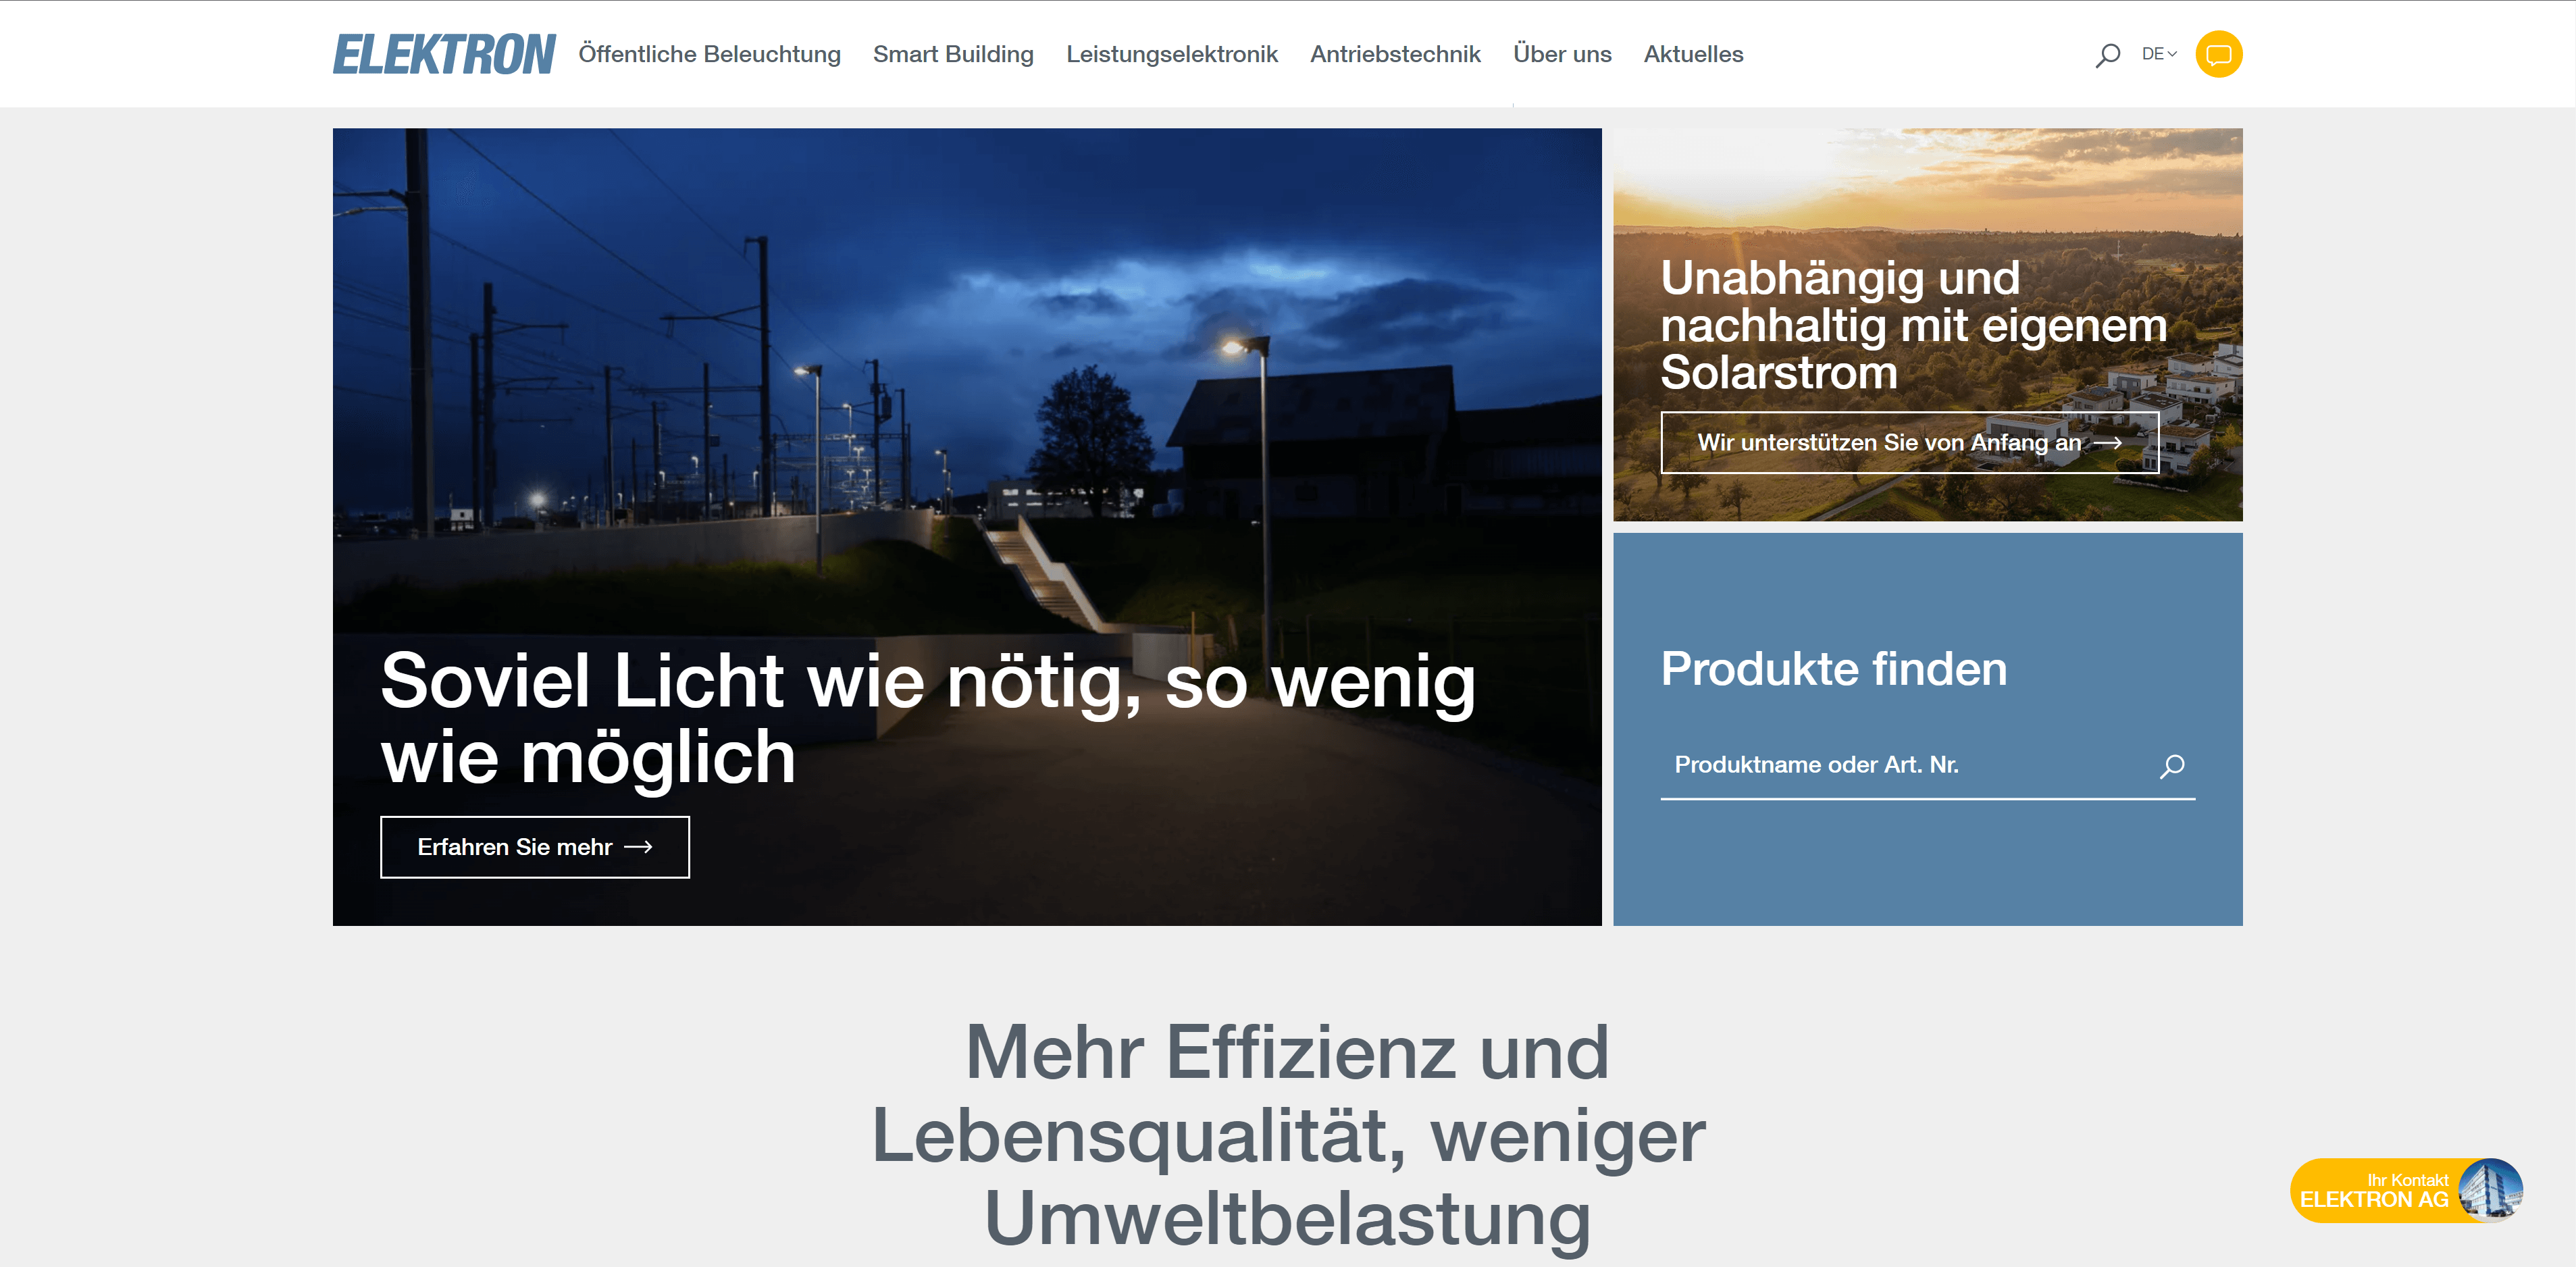 ELEKTRON
Öffentliche Beleuchtung
Smart Building
Leistungselektronik
Antriebstechnik
Über uns
Aktuelles
DE
Soviel Licht wie nötig, so wenig
wie möglich
Erfahren Sie mehr
Unabhängig und
nachhaltig mit eigenem
Solarstrom
Wir unterstützen Sie von Anfang an
Produkte finden
Produktname oder Art. Nr.
Mehr Effizienz und
Lebensqualität, weniger
Umweltbelastung
Ihr Kontakt
ELEKTRON AG